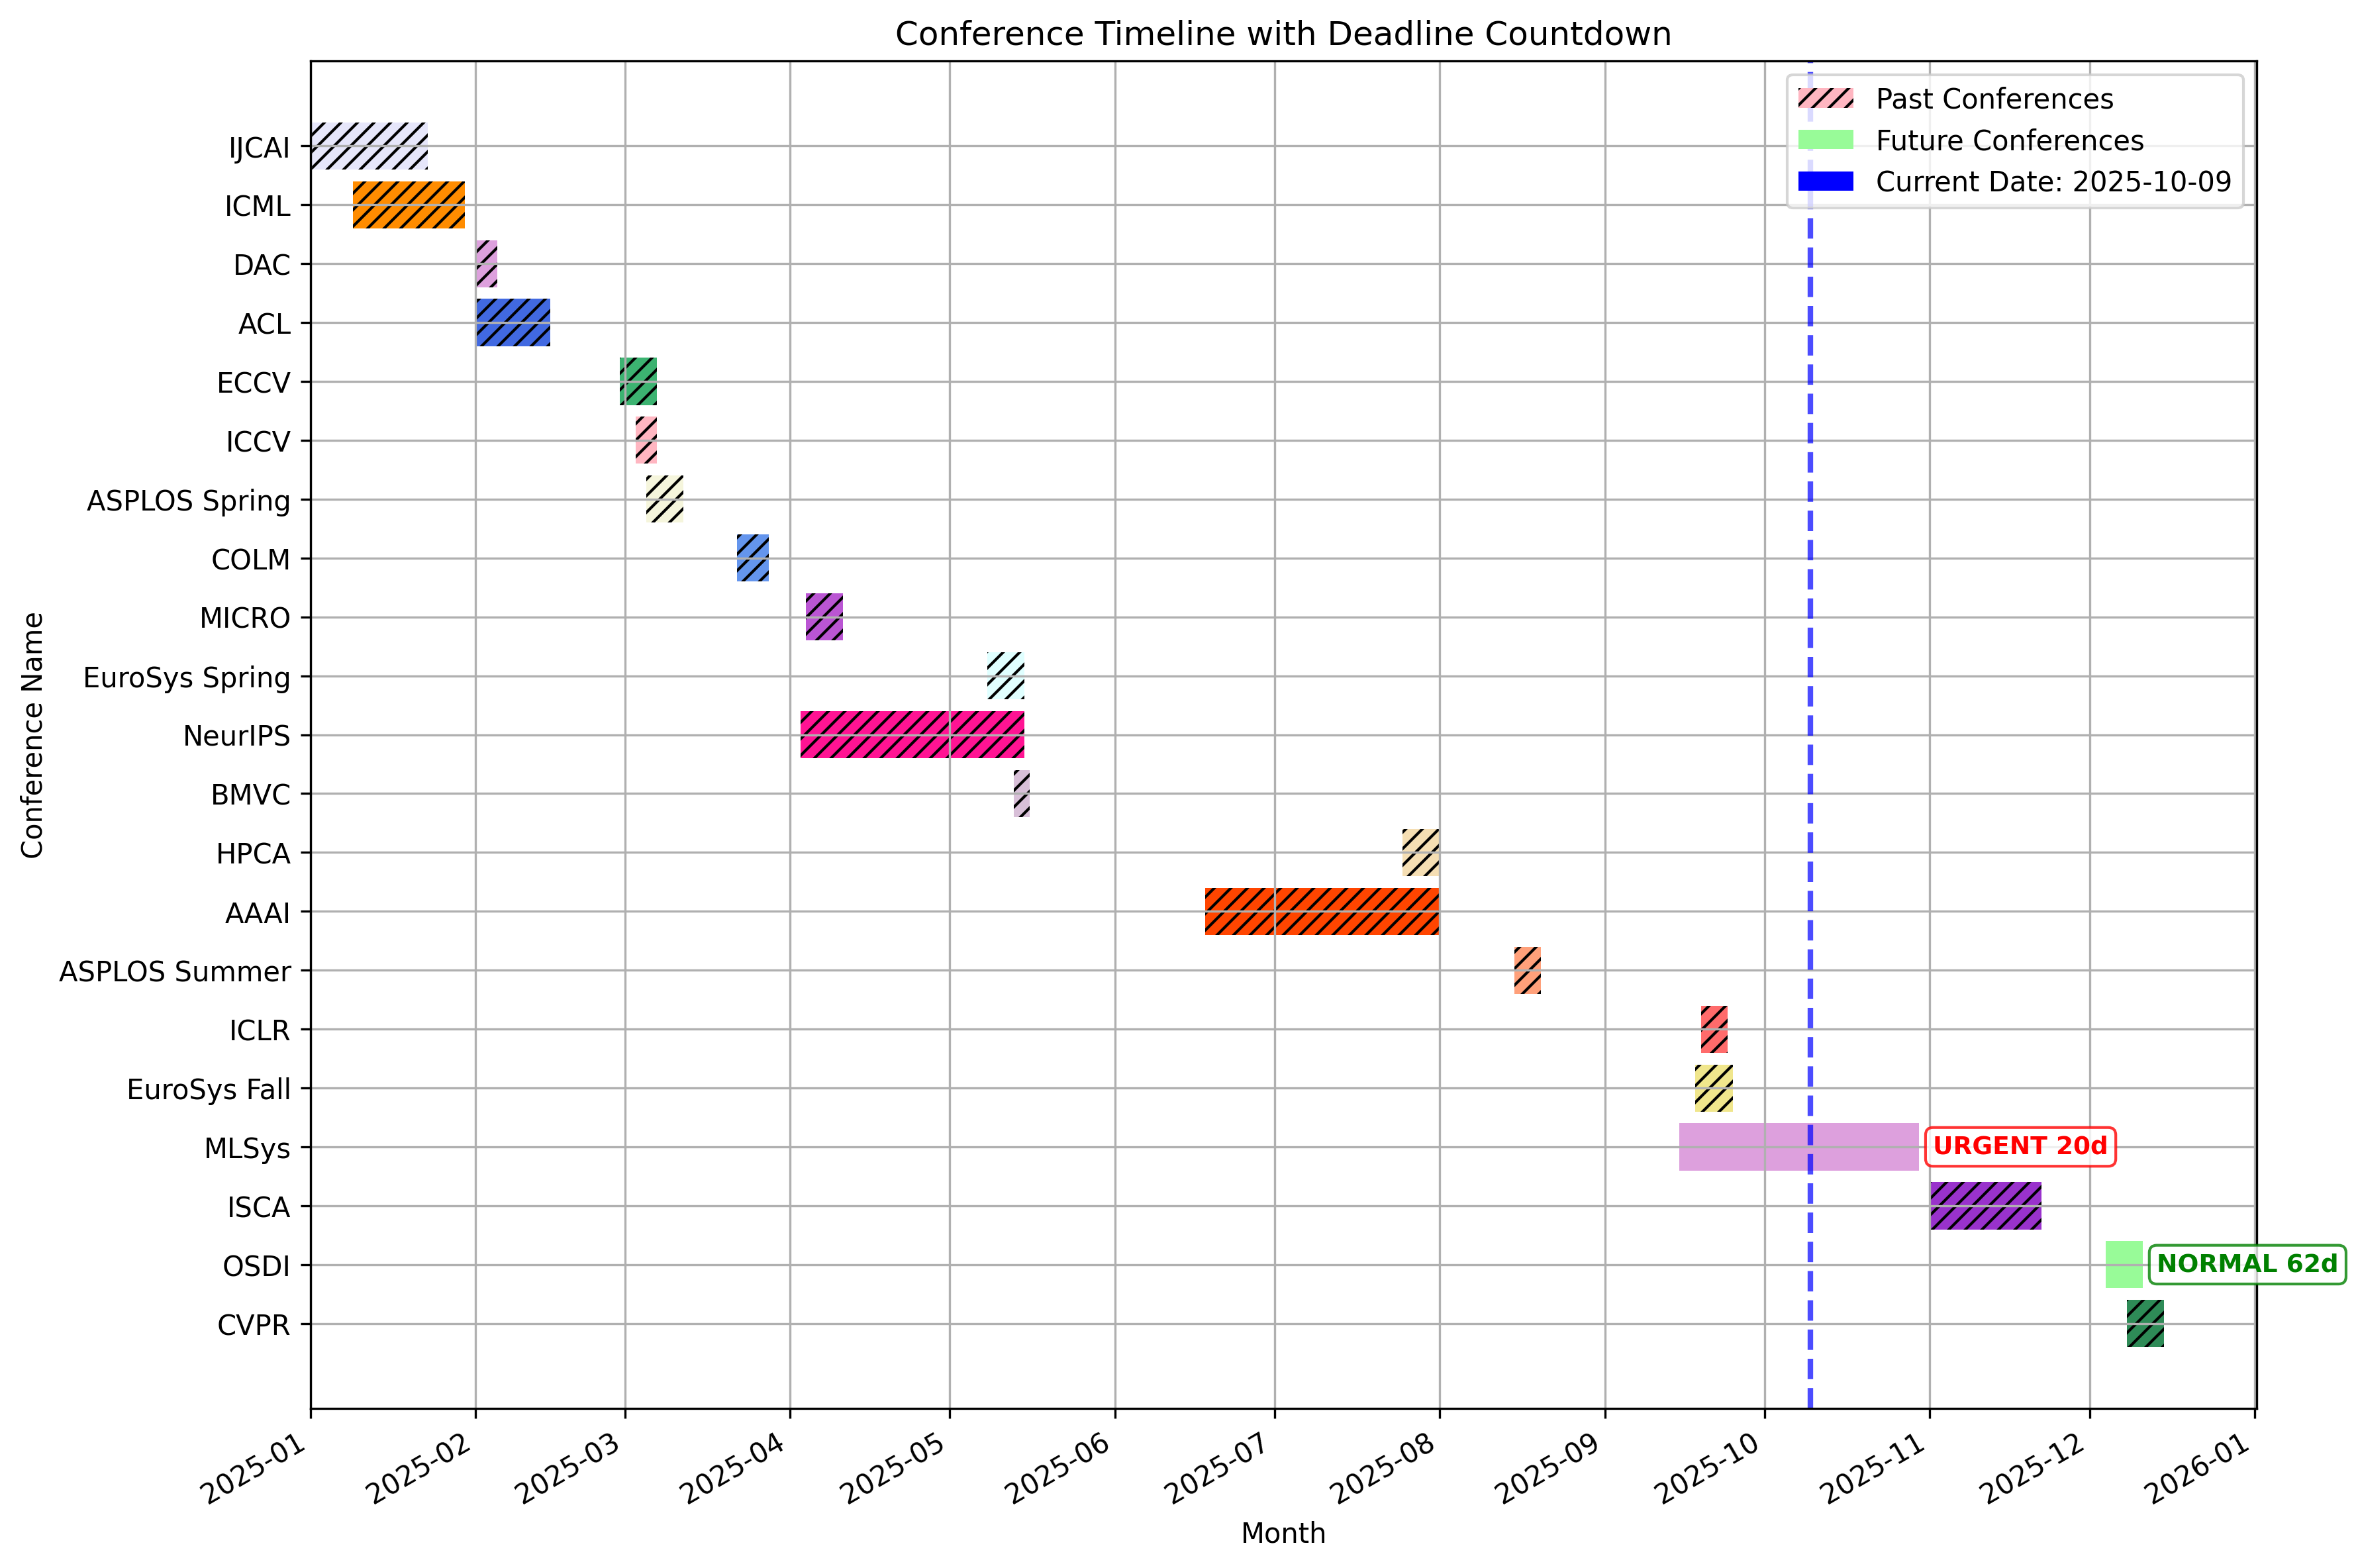 Conference Timeline with Deadline Countdown
Past Conferences
Future Conferences
Current Date: 2025-10-09
Conference Name
IJCAI
ICML
DAC
ACL
ECCV
ICCV
ASPLOS Spring
COLM
MICRO
EuroSys Spring
NeurIPS
BMVC
HPCA
AAAI
ASPLOS Summer
ICLR
EuroSys Fall
MLSys
URGENT 20d
ISCA
OSDI
NORMAL 62d
CVPR
2025-01
2025-02
2025-03
2025-04
2025-05
2025-06
2025-07
2025-08
2025-09
2025-10
2025-11
2025-12
2026-01
Month